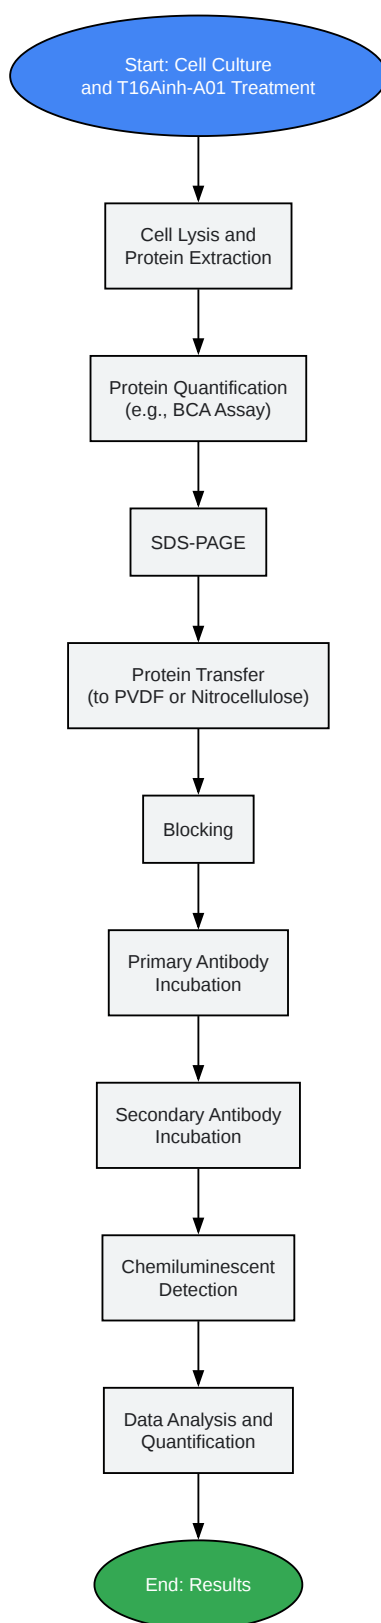 Start: Cell Culture
and T16Ainh-A01 Treatment
Cell Lysis and
Protein Extraction
Protein Quantification
(e.g., BCA Assay)
SDS-PAGE
Protein Transfer
(to PVDF or Nitrocellulose)
Blocking
Primary Antibody
Incubation
Secondary Antibody
Incubation
Chemiluminescent
Detection
Data Analysis and
Quantification
End: Results